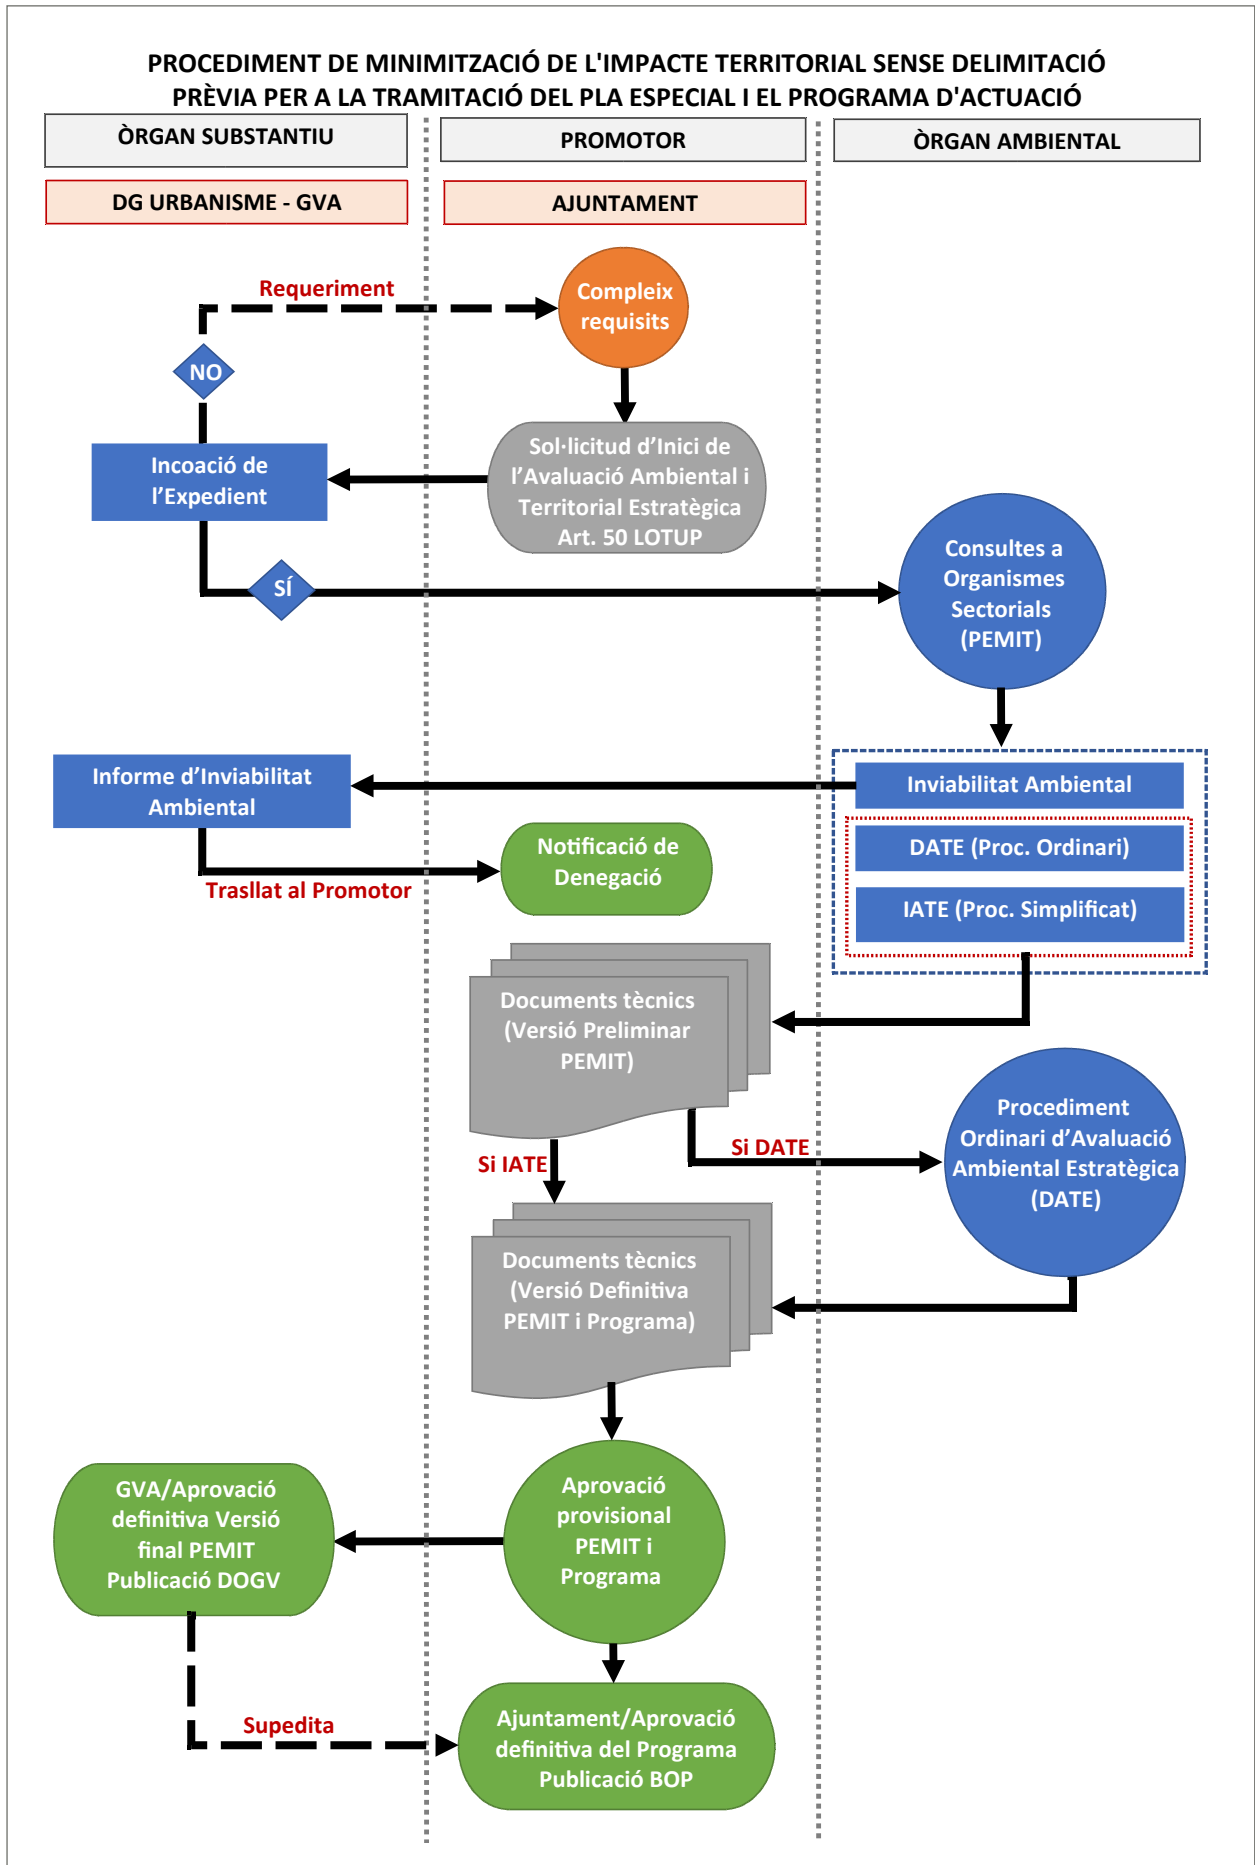 PROCEDIMENT DE MINIMITZACIÓ DE L'IMPACTE TERRITORIAL SENSE DELIMITACIÓ
PRÈVIA PER A LA TRAMITACIÓ DEL PLA ESPECIAL I EL PROGRAMA D'ACTUACIÓ
ÒRGAN SUBSTANTIU
PROMOTOR
ÒRGAN AMBIENTAL
DG URBANISME - GVA
AJUNTAMENT
Requeriment
Compleix
requisits
NO
Sol·licitud d’Inici de
l’Avaluació Ambiental i
Territorial Estratègica
Art. 50 LOTUP
Incoació de
l’Expedient
SÍ
Consultes a
Organismes
Sectorials
(PEMIT)
Informe d’Inviabilitat
Ambiental
Inviabilitat Ambiental
DATE (Proc. Ordinari)
IATE (Proc. Simplificat)
Trasllat al Promotor
Notificació de
Denegació
Documents tècnics
(Versió Preliminar
PEMIT)
Si IATE
Si DATE
Procediment
Ordinari d’Avaluació
Ambiental Estratègica
(DATE)
Documents tècnics
(Versió Definitiva
PEMIT i Programa)
Aprovació
provisional
PEMIT i
Programa
GVA/Aprovació
definitiva Versió
final PEMIT
Publicació DOGV
Supedita
Ajuntament/Aprovació
definitiva del Programa
Publicació BOP